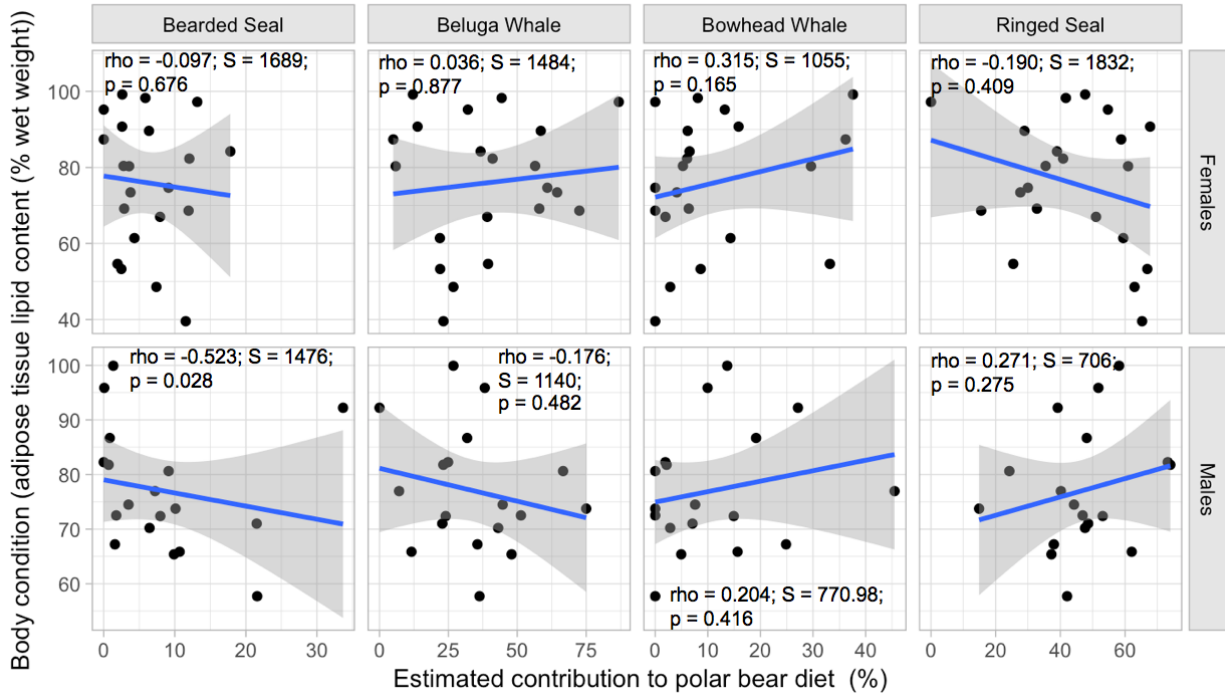 Bearded Seal
Beluga Whale
Bowhead Whale
Ringed Seal
rho = -0.097; S = 1689;
p = 0.676
rho = 0.036; S = 1484;
p = 0.877
rho = 0.315; S = 1055;
p = 0.165
rho = -0.190; S = 1832;
p = 0.409
100
80
60
40
Females
rho = -0.523; S = 1476;
p = 0.028
rho = -0.176;
S = 1140;
p = 0.482
rho = 0.204; S = 770.98;
p = 0.416
rho = 0.271; S = 706;
p = 0.275
100
90
80
70
60
Males
0 10 20 30
0 25 50 75
0 10 20 30 40
0 20 40 60
Estimated contribution to polar bear diet (%)
Body condition (adipose tissue lipid content (% wet weight))